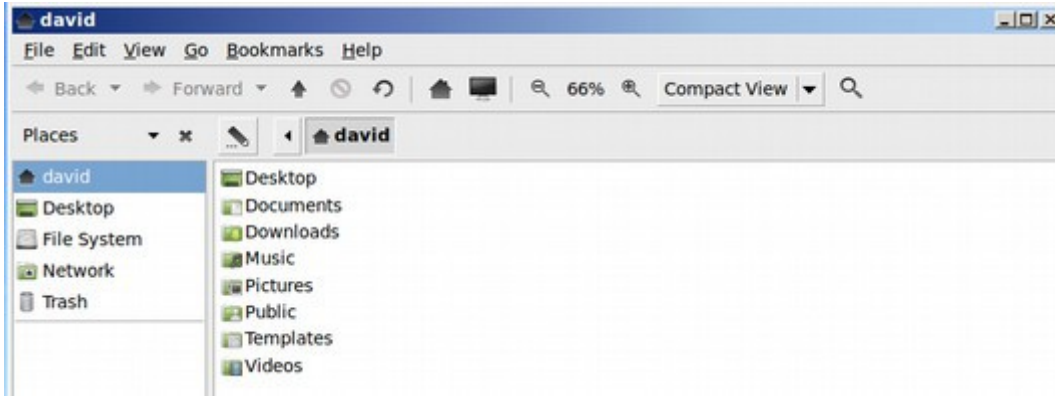 david
File Edit View Go Bookmarks Help
Back Forward 66% Compact View
Places david
david
Desktop
File System
Network
Trash
Desktop
Documents
Downloads
Music
Pictures
Public
Templates
Videos